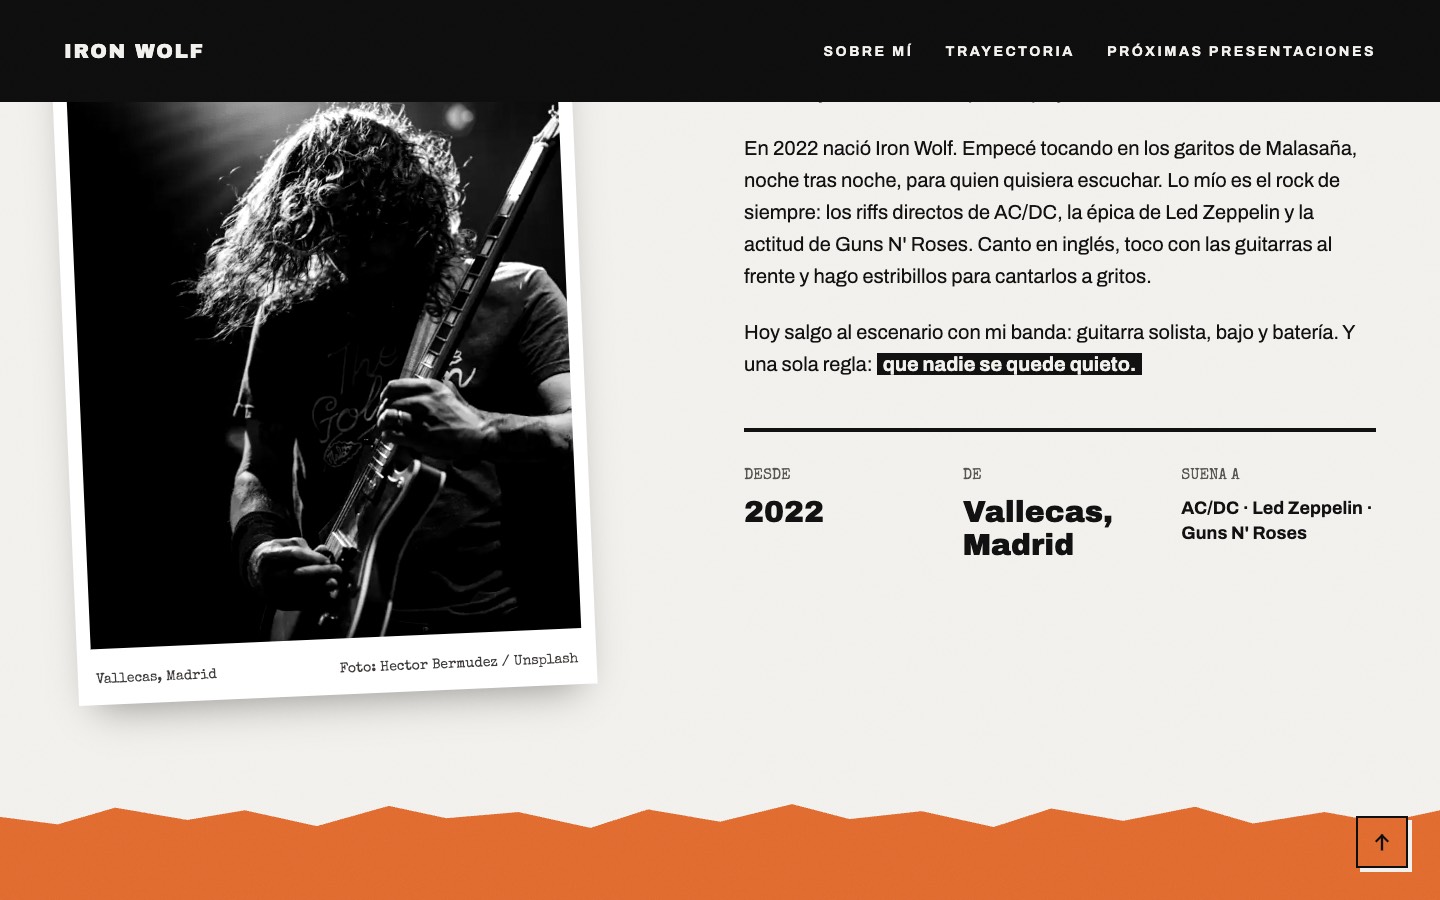 IRON WOLF
SOBRE MÍ
TRAYECTORIA
PRÓXIMAS PRESENTACIONES
En 2022 nació Iron Wolf. Empecé tocando en los garitos de Malasaña,
noche tras noche, para quien quisiera escuchar. Lo mío es el rock de
siempre: los riffs directos de AC/DC, la épica de Led Zeppelin y la
actitud de Guns N' Roses. Canto en inglés, toco con las guitarras al
frente y hago estribillos para cantarlos a gritos.
Hoy salgo al escenario con mi banda: guitarra solista, bajo y batería. Y
una sola regla: que nadie se quede quieto.
DESDE
2022
DE
Vallecas,
Madrid
SUENA A
AC/DC · Led Zeppelin ·
Guns N' Roses
The
Vallecas, Madrid
Foto: Hector Bermudez / Unsplash